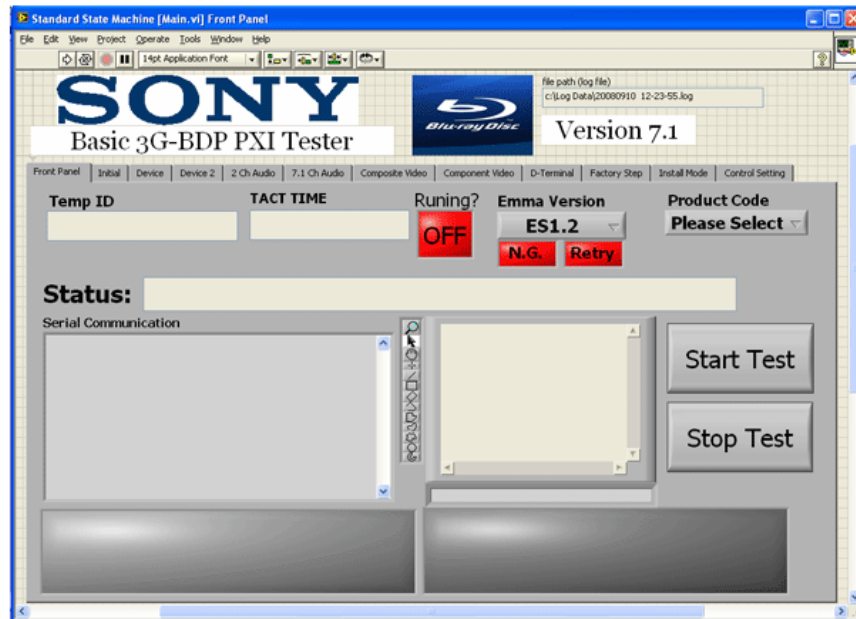 Standard State Machine [Main.vi] Front Panel
File Edit View Project Operate Tools Window Help
14pt Application Font
SONY
Basic 3G-BDP PXI Tester
Blu-ray Disc
file path (log file)
c:\Log Data\20080910 12-23-55.log
Version 7.1
Front Panel Initial Device Device 2 2 Ch Audio 7.1 Ch Audio Composite Video Component Video D-Terminal Factory Step Install Mode Control Setting
Temp ID
TACT TIME
Runing?
OFF
Emma Version
ES1.2
N.G. Retry
Product Code
Please Select
Status:
Serial Communication
Start Test
Stop Test